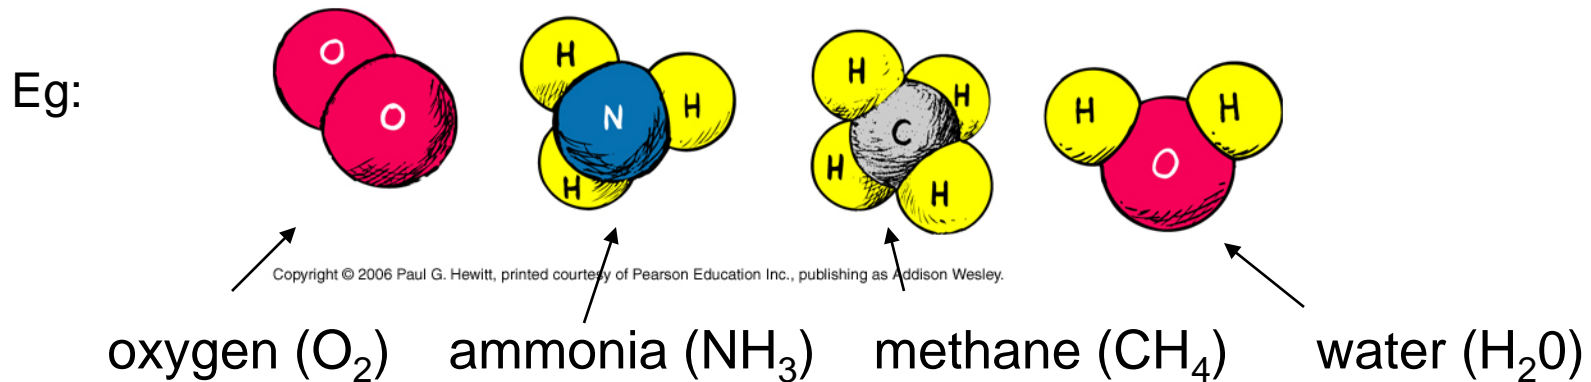 Eg:
O
O
H
N
H
H
H
H
C
H
H
H
H
O
Copyright © 2006 Paul G. Hewitt, printed courtesy of Pearson Education Inc., publishing as Addison Wesley.
oxygen (O₂) ammonia (NH₃) methane (CH₄) water (H₂0)